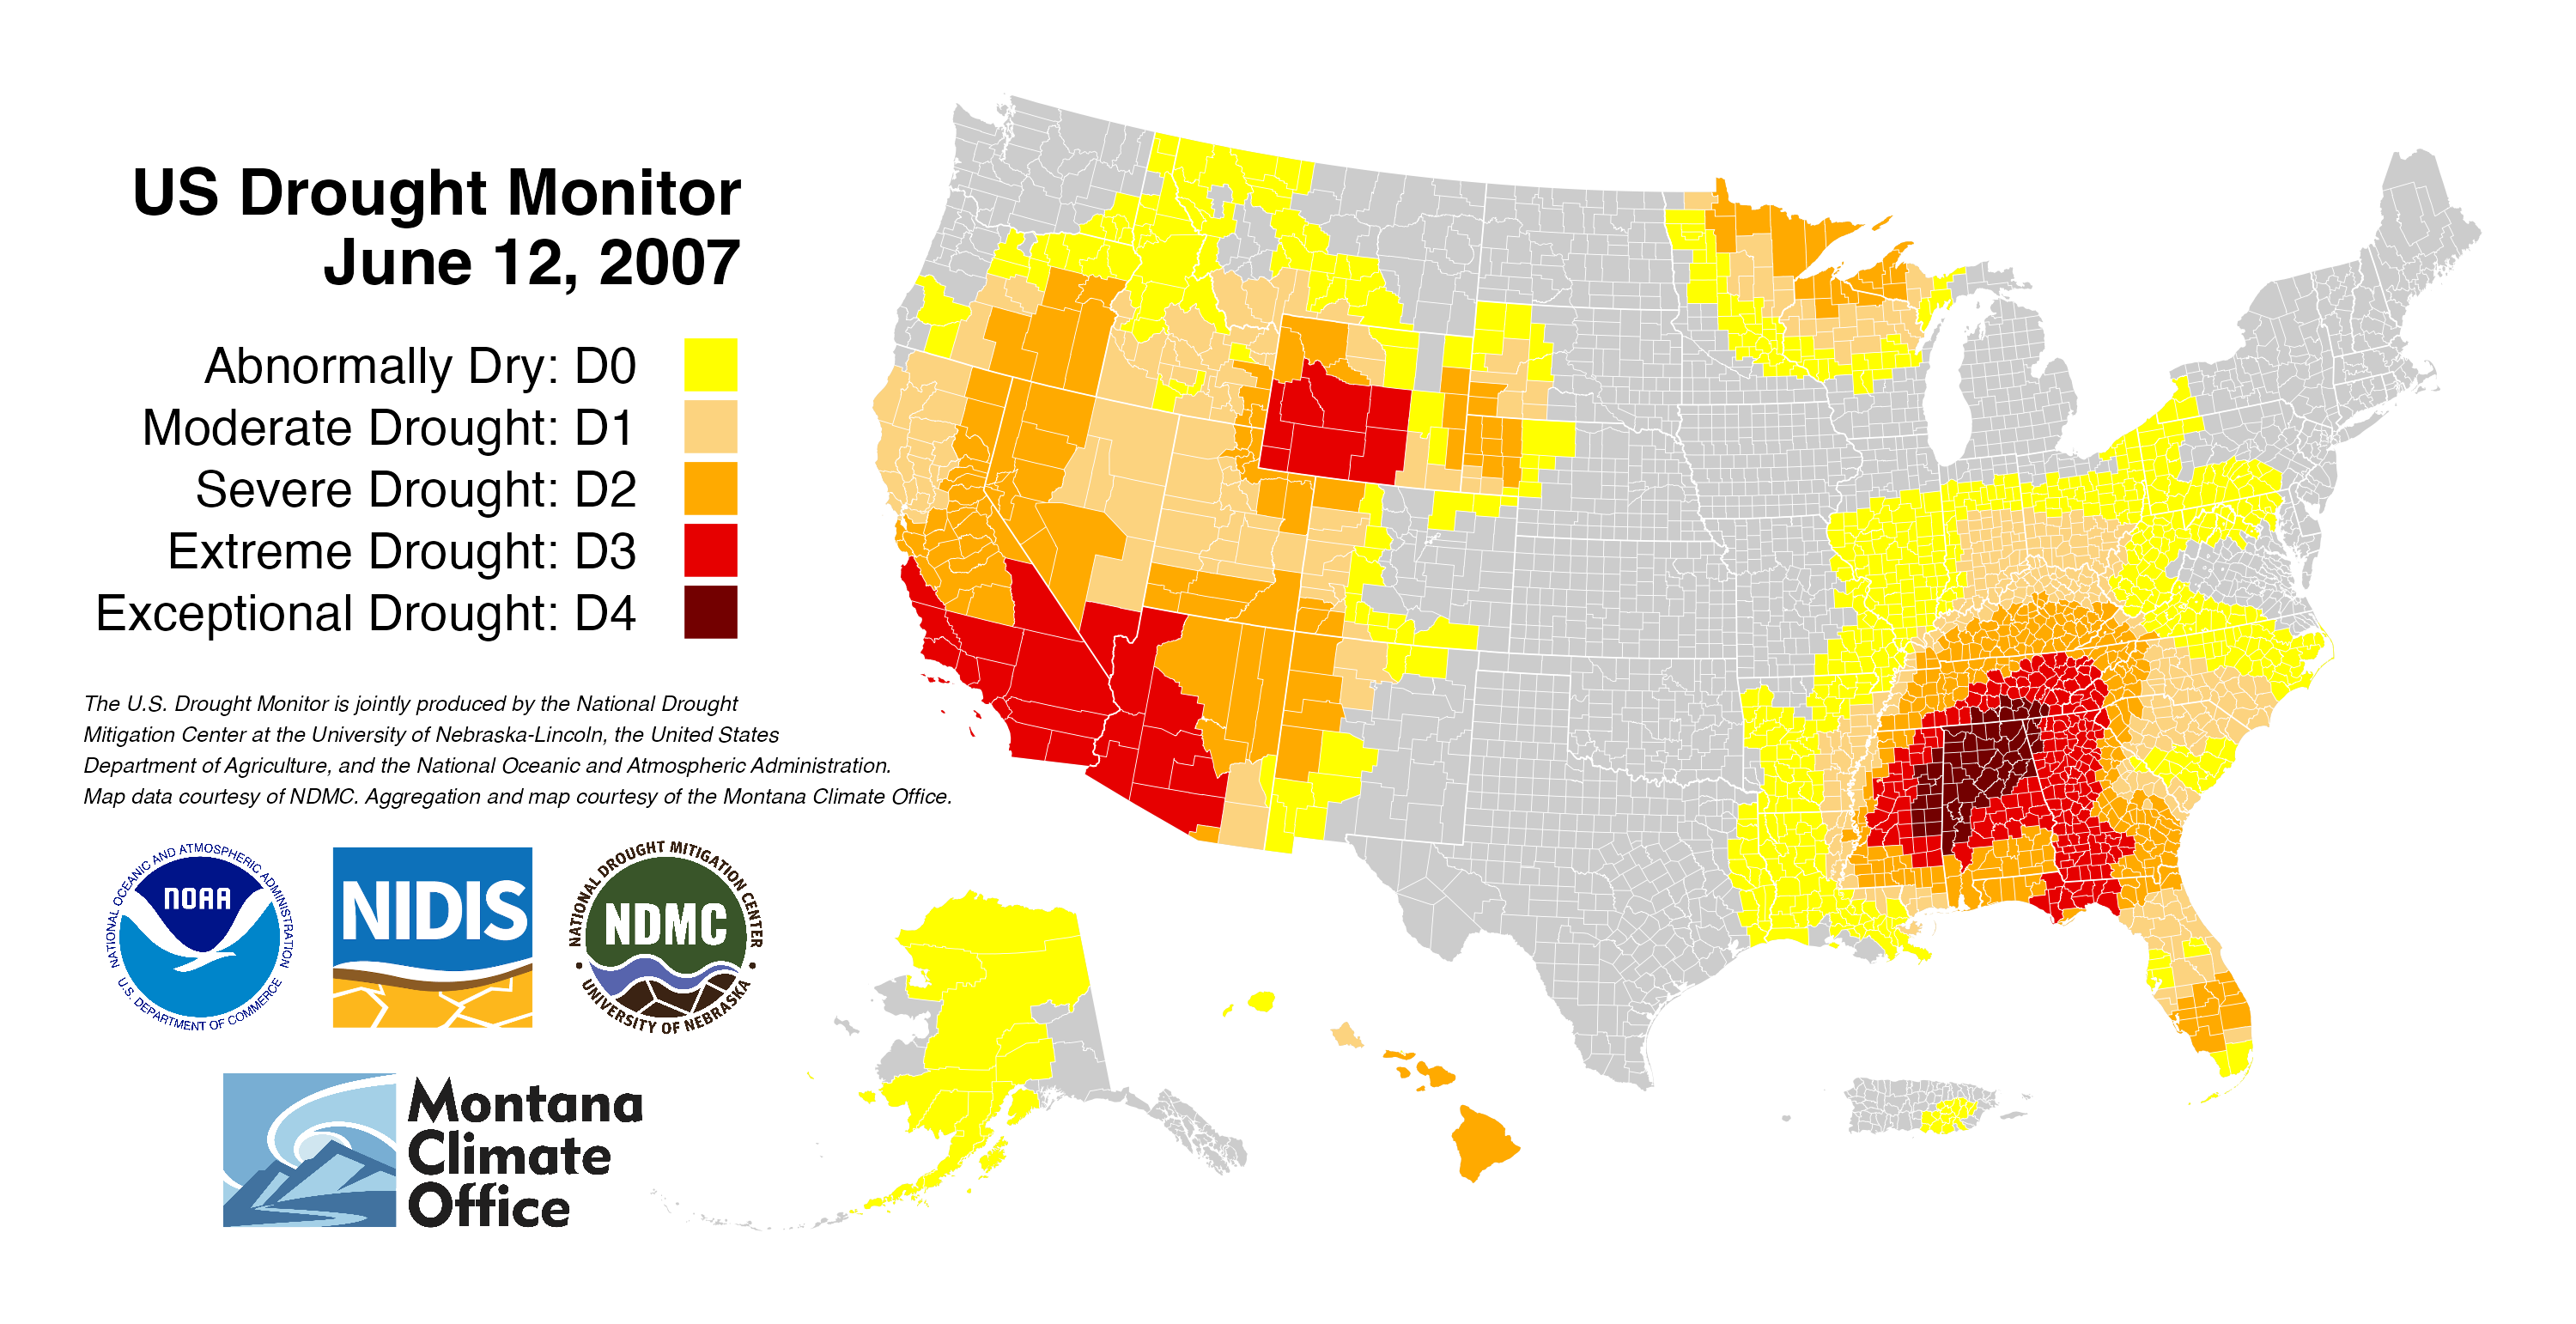 US Drought Monitor
June 12, 2007
Abnormally Dry: D0
Moderate Drought: D1
Severe Drought: D2
Extreme Drought: D3
Exceptional Drought: D4
The U.S. Drought Monitor is jointly produced by the National Drought
Mitigation Center at the University of Nebraska-Lincoln, the United States
Department of Agriculture, and the National Oceanic and Atmospheric Administration.
Map data courtesy of NDMC. Aggregation and map courtesy of the Montana Climate Office.
NATIONAL OCEANIC AND ATMOSPHERIC ADMINISTRATION
NOAA
U.S. DEPARTMENT OF COMMERCE
NIDIS
NATIONAL DROUGHT MITIGATION CENTER
NDMC
UNIVERSITY OF NEBRASKA
Montana
Climate
Office